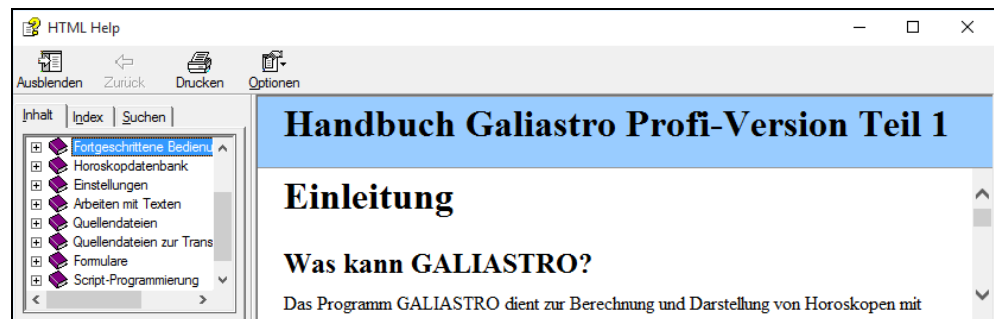 HTML Help
Ausblenden Zurück Drucken Optionen
Inhalt Index Suchen
Fortgeschrittene Bedienu
Horoskopdatenbank
Einstellungen
Arbeiten mit Texten
Quellendateien
Quellendateien zur Trans
Formulare
Script-Programmierung
Handbuch Galiastro Profi-Version Teil 1
Einleitung
Was kann GALIASTRO?
Das Programm GALIASTRO dient zur Berechnung und Darstellung von Horoskopen mit